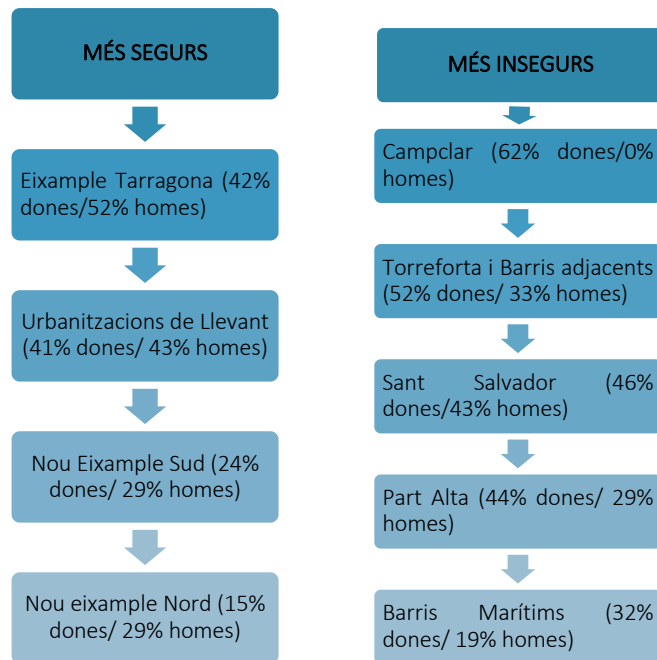 MÉS SEGURS
Eixample Tarragona (42%
dones/52% homes)
Urbanitzacions de Llevant
(41% dones/ 43% homes)
Nou Eixample Sud (24%
dones/ 29% homes)
Nou eixample Nord (15%
dones/ 29% homes)
MÉS INSEGURS
Campclar (62% dones/0%
homes)
Torreforta i Barris adjacents
(52% dones/ 33% homes)
Sant Salvador (46%
dones/43% homes)
Part Alta (44% dones/ 29%
homes)
Barris Marítims (32%
dones/ 19% homes)